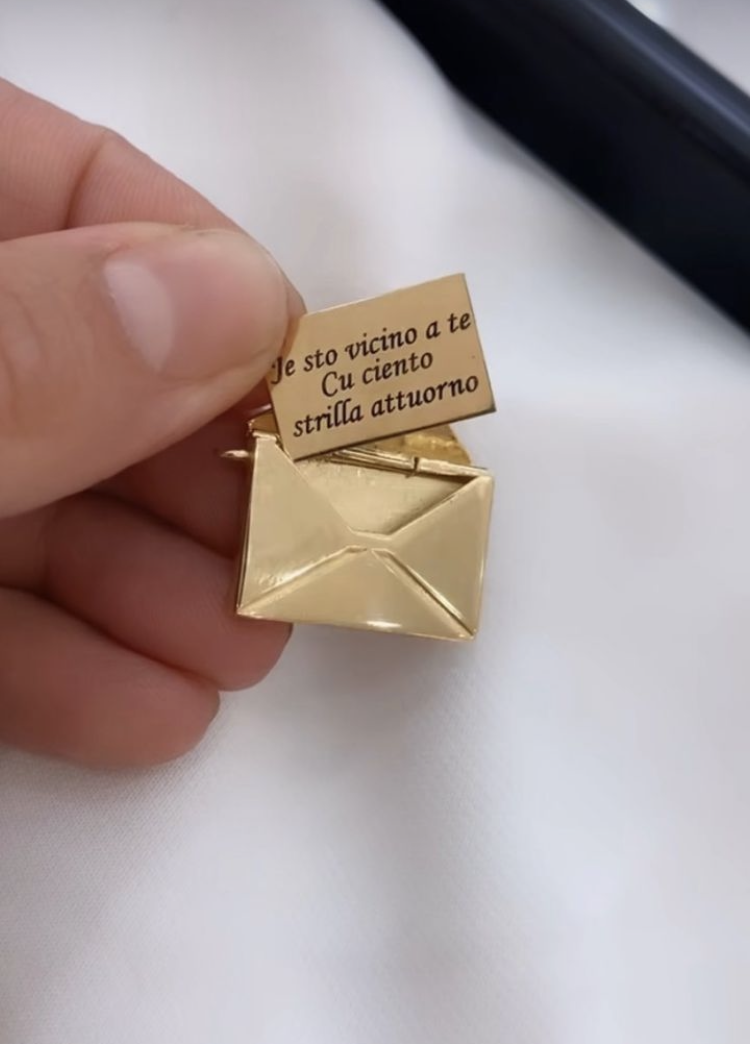 Je sto vicino a te
Cu ciento
strilla attuorno